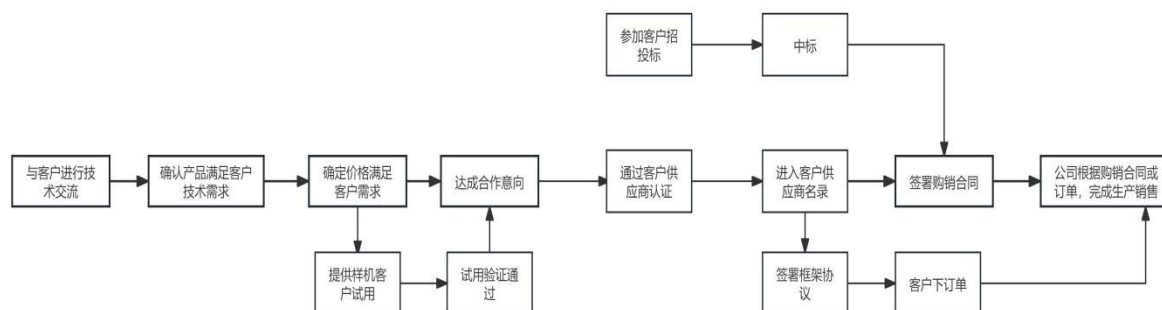 参加客户招
投标
中标
与客户进行技
术交流
确认产品满足客户
技术需求
确定价格满足
客户需求
达成合作意向
通过客户供
应商认证
进入客户供
应商名录
签署购销合同
公司根据购销合同或
订单，完成生产销售
提供样机客
户试用
试用验证通
过
签署框架协
议
客户下订单